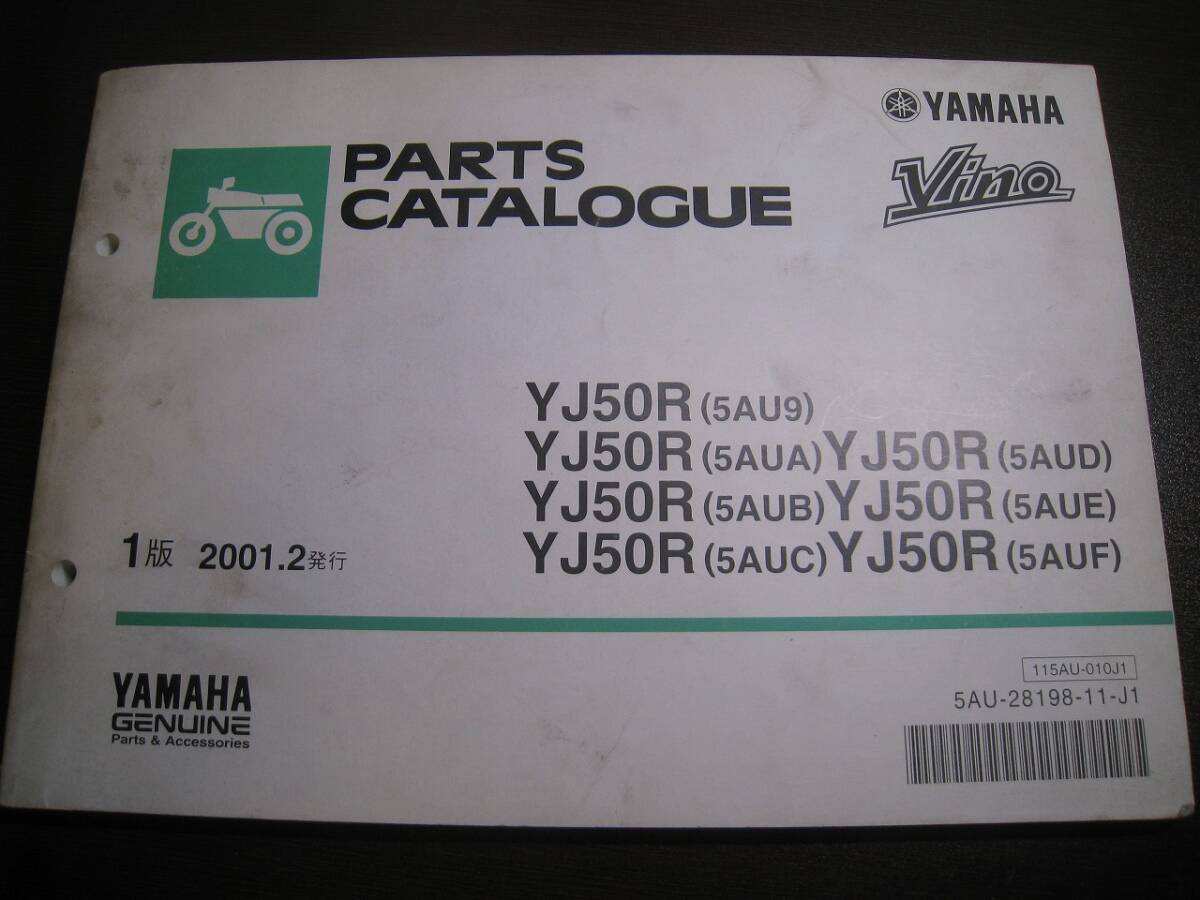 YAMAHA
Vino
PARTS
CATALOGUE
YJ50R (5AU9)
YJ50R (5AUA) YJ50R (5AUD)
YJ50R (5AUB) YJ50R (5AUE)
YJ50R (5AUC) YJ50R (5AUF)
1版 2001.2発行
YAMAHA
GENUINE
Parts & Accessories
115AU-010J1
5AU-28198-11-J1